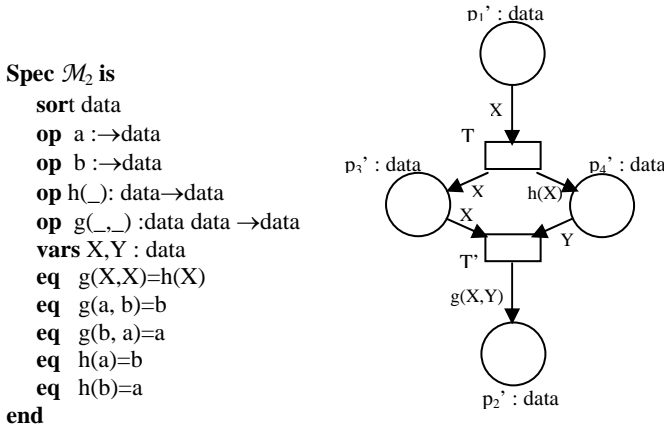 Spec ℳ₂ is
sort data
op a :→data
op b :→data
op h(_): data→data
op g(_,_) :data data →data
vars X,Y : data
eq g(X,X)=h(X)
eq g(a, b)=b
eq g(b, a)=a
eq h(a)=b
eq h(b)=a
end
p₁’ : data
X
T
p₃’ : data
p₄’ : data
X
h(X)
X
Y
T’
g(X,Y)
p₂’ : data